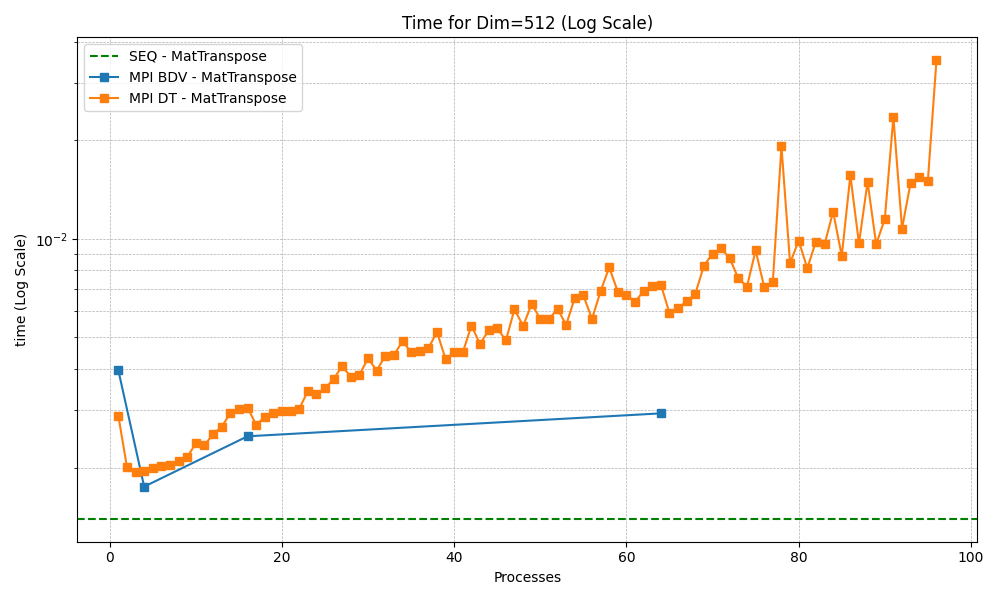 Time for Dim=512 (Log Scale)
SEQ - MatTranspose
MPI BDV - MatTranspose
MPI DT - MatTranspose
time (Log Scale)
10⁻²
0 20 40 60 80 100
Processes